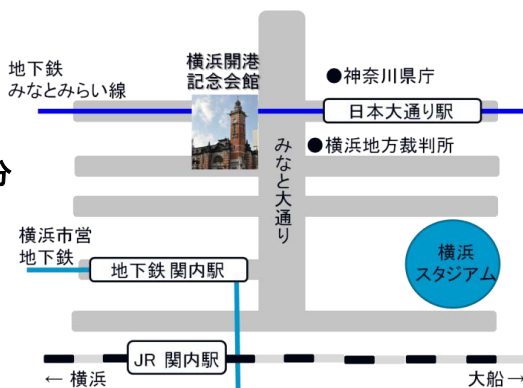 横浜開港
記念会館
地下鉄
みなとみらい線
●神奈川県庁
日本大通り駅
●横浜地方裁判所
みなと大通り
分
横浜市営
地下鉄
地下鉄 関内駅
横浜
スタジアム
JR 関内駅
← 横浜
大船→